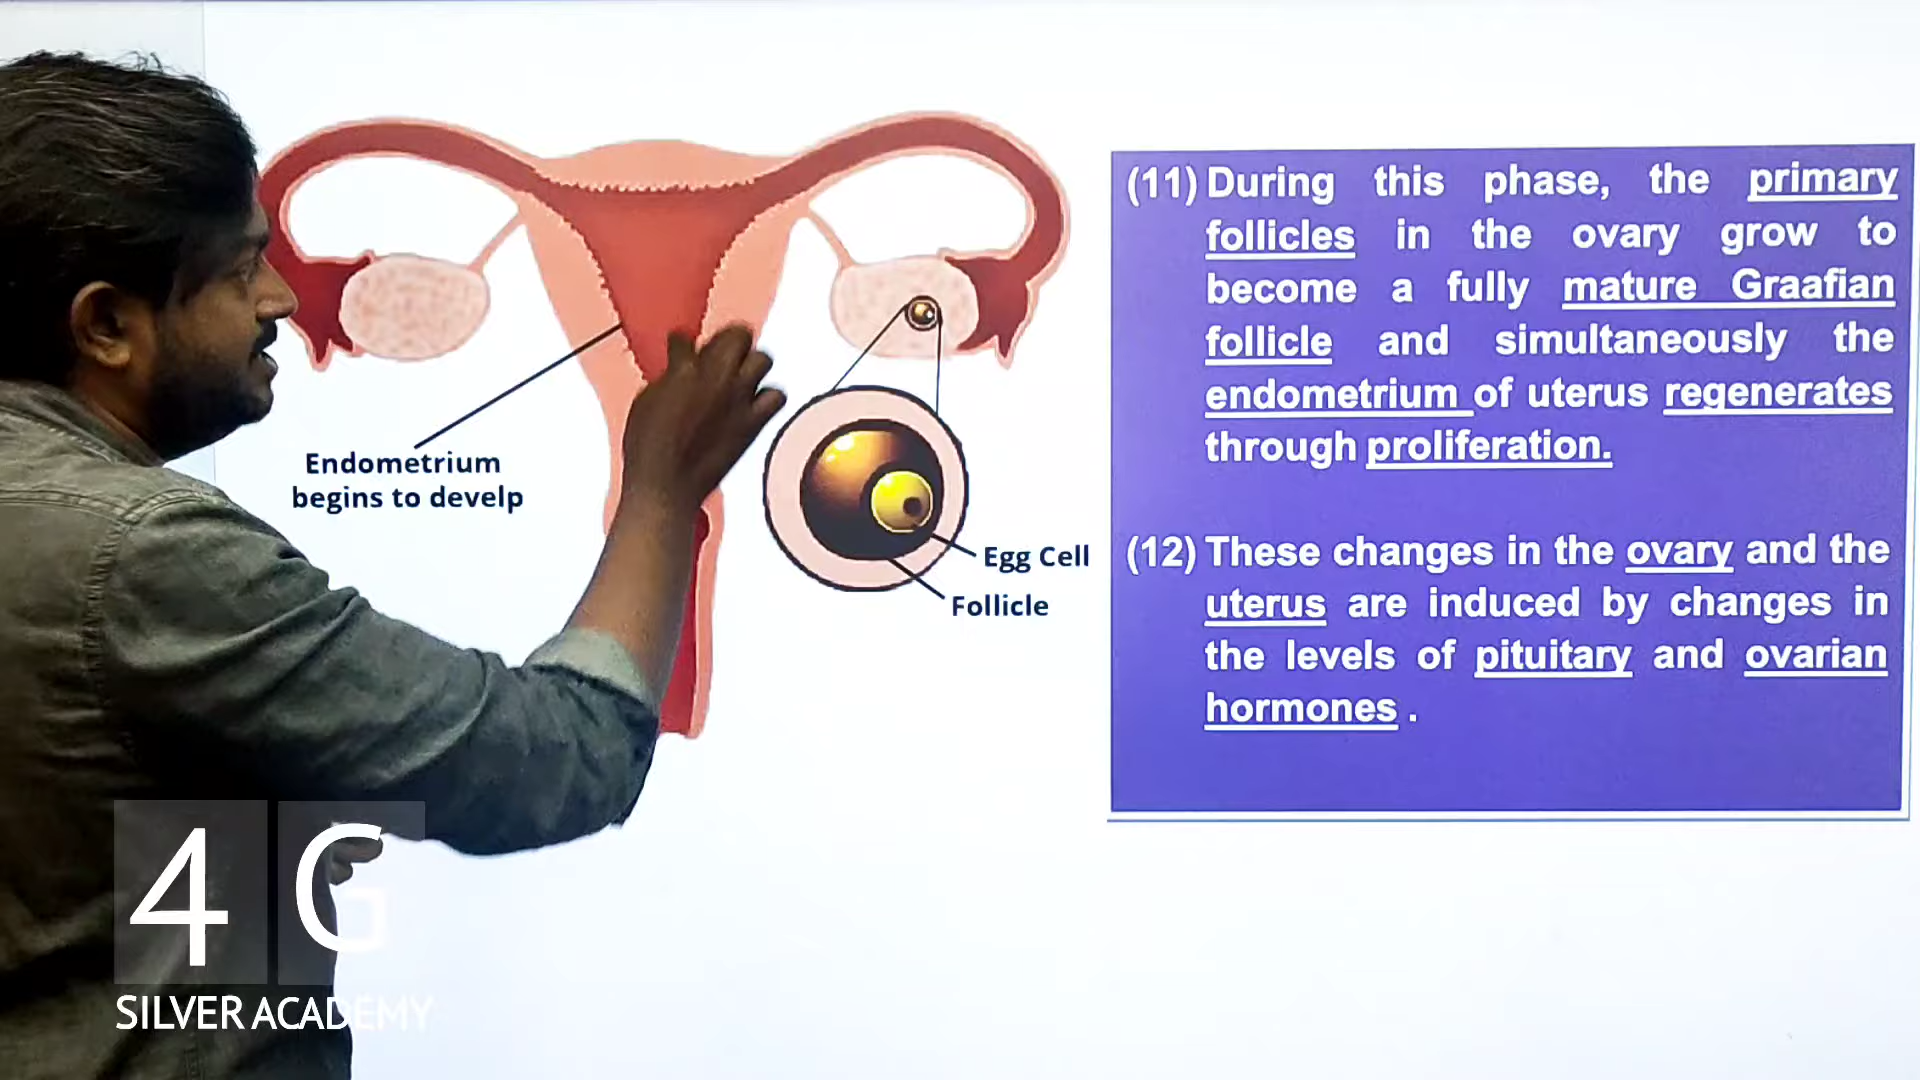 Endometrium
begins to develp
Egg Cell
Follicle
(11) During this phase, the primary
follicles in the ovary grow to
become a fully mature Graafian
follicle and simultaneously the
endometrium of uterus regenerates
through proliferation.
(12) These changes in the ovary and the
uterus are induced by changes in
the levels of pituitary and ovarian
hormones .
4 G
SILVER ACADEMY